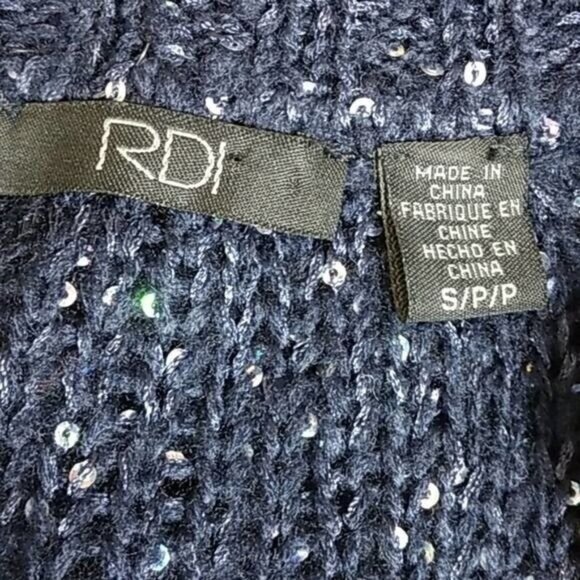 RDI
MADE IN
CHINA
FABRIQUE EN
CHINE
HECHO EN
CHINA
S/P/P